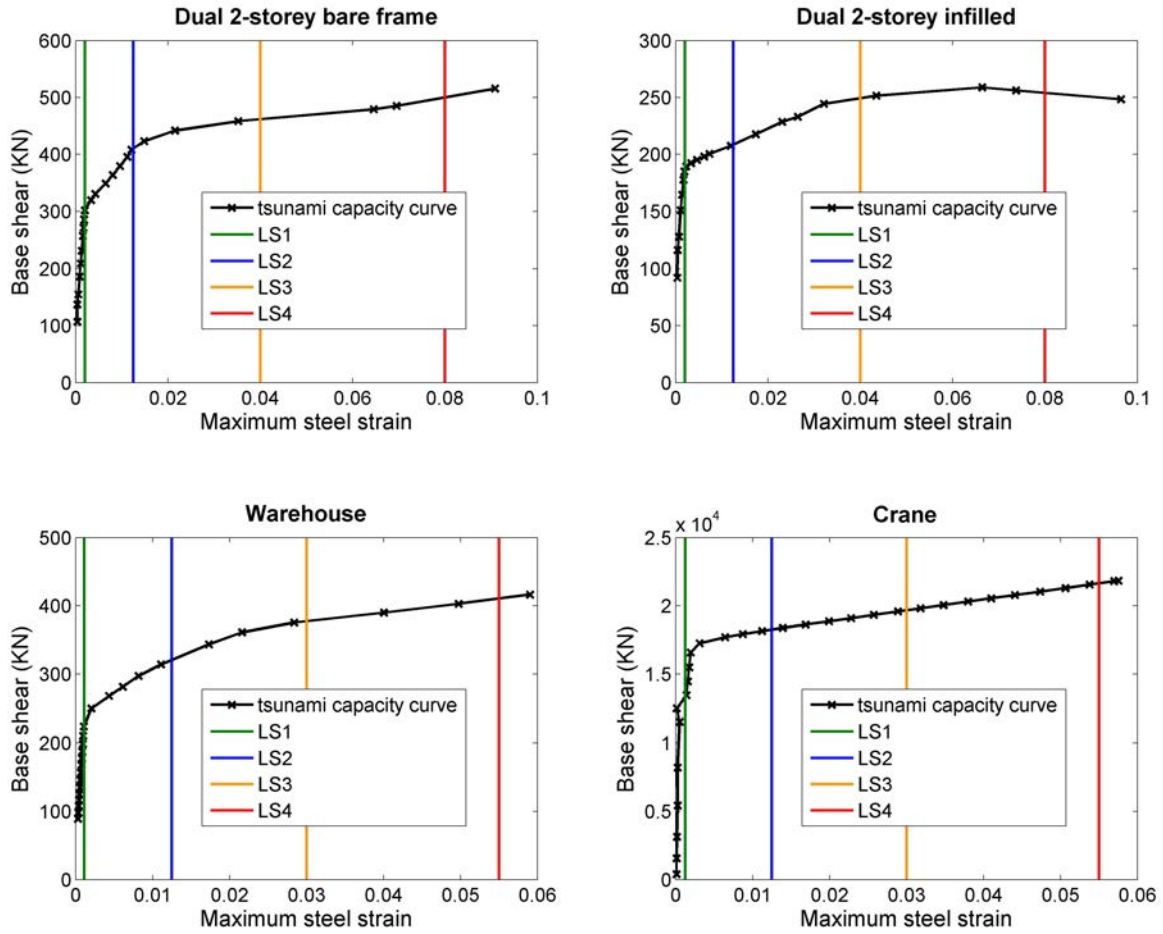 Dual 2-storey bare frame
Base shear (KN)
600
500
400
300
200
100
0
tsunami capacity curve
LS1
LS2
LS3
LS4
0 0.02 0.04 0.06 0.08 0.1
Maximum steel strain
Dual 2-storey infilled
Base shear (KN)
300
250
200
150
100
50
0
tsunami capacity curve
LS1
LS2
LS3
LS4
0 0.02 0.04 0.06 0.08 0.1
Maximum steel strain
Warehouse
Base shear (KN)
500
400
300
200
100
0
tsunami capacity curve
LS1
LS2
LS3
LS4
0 0.01 0.02 0.03 0.04 0.05 0.06
Maximum steel strain
Crane
x 10^4
Base shear (KN)
2.5
2
1.5
1
0.5
0
tsunami capacity curve
LS1
LS2
LS3
LS4
0 0.01 0.02 0.03 0.04 0.05 0.06
Maximum steel strain